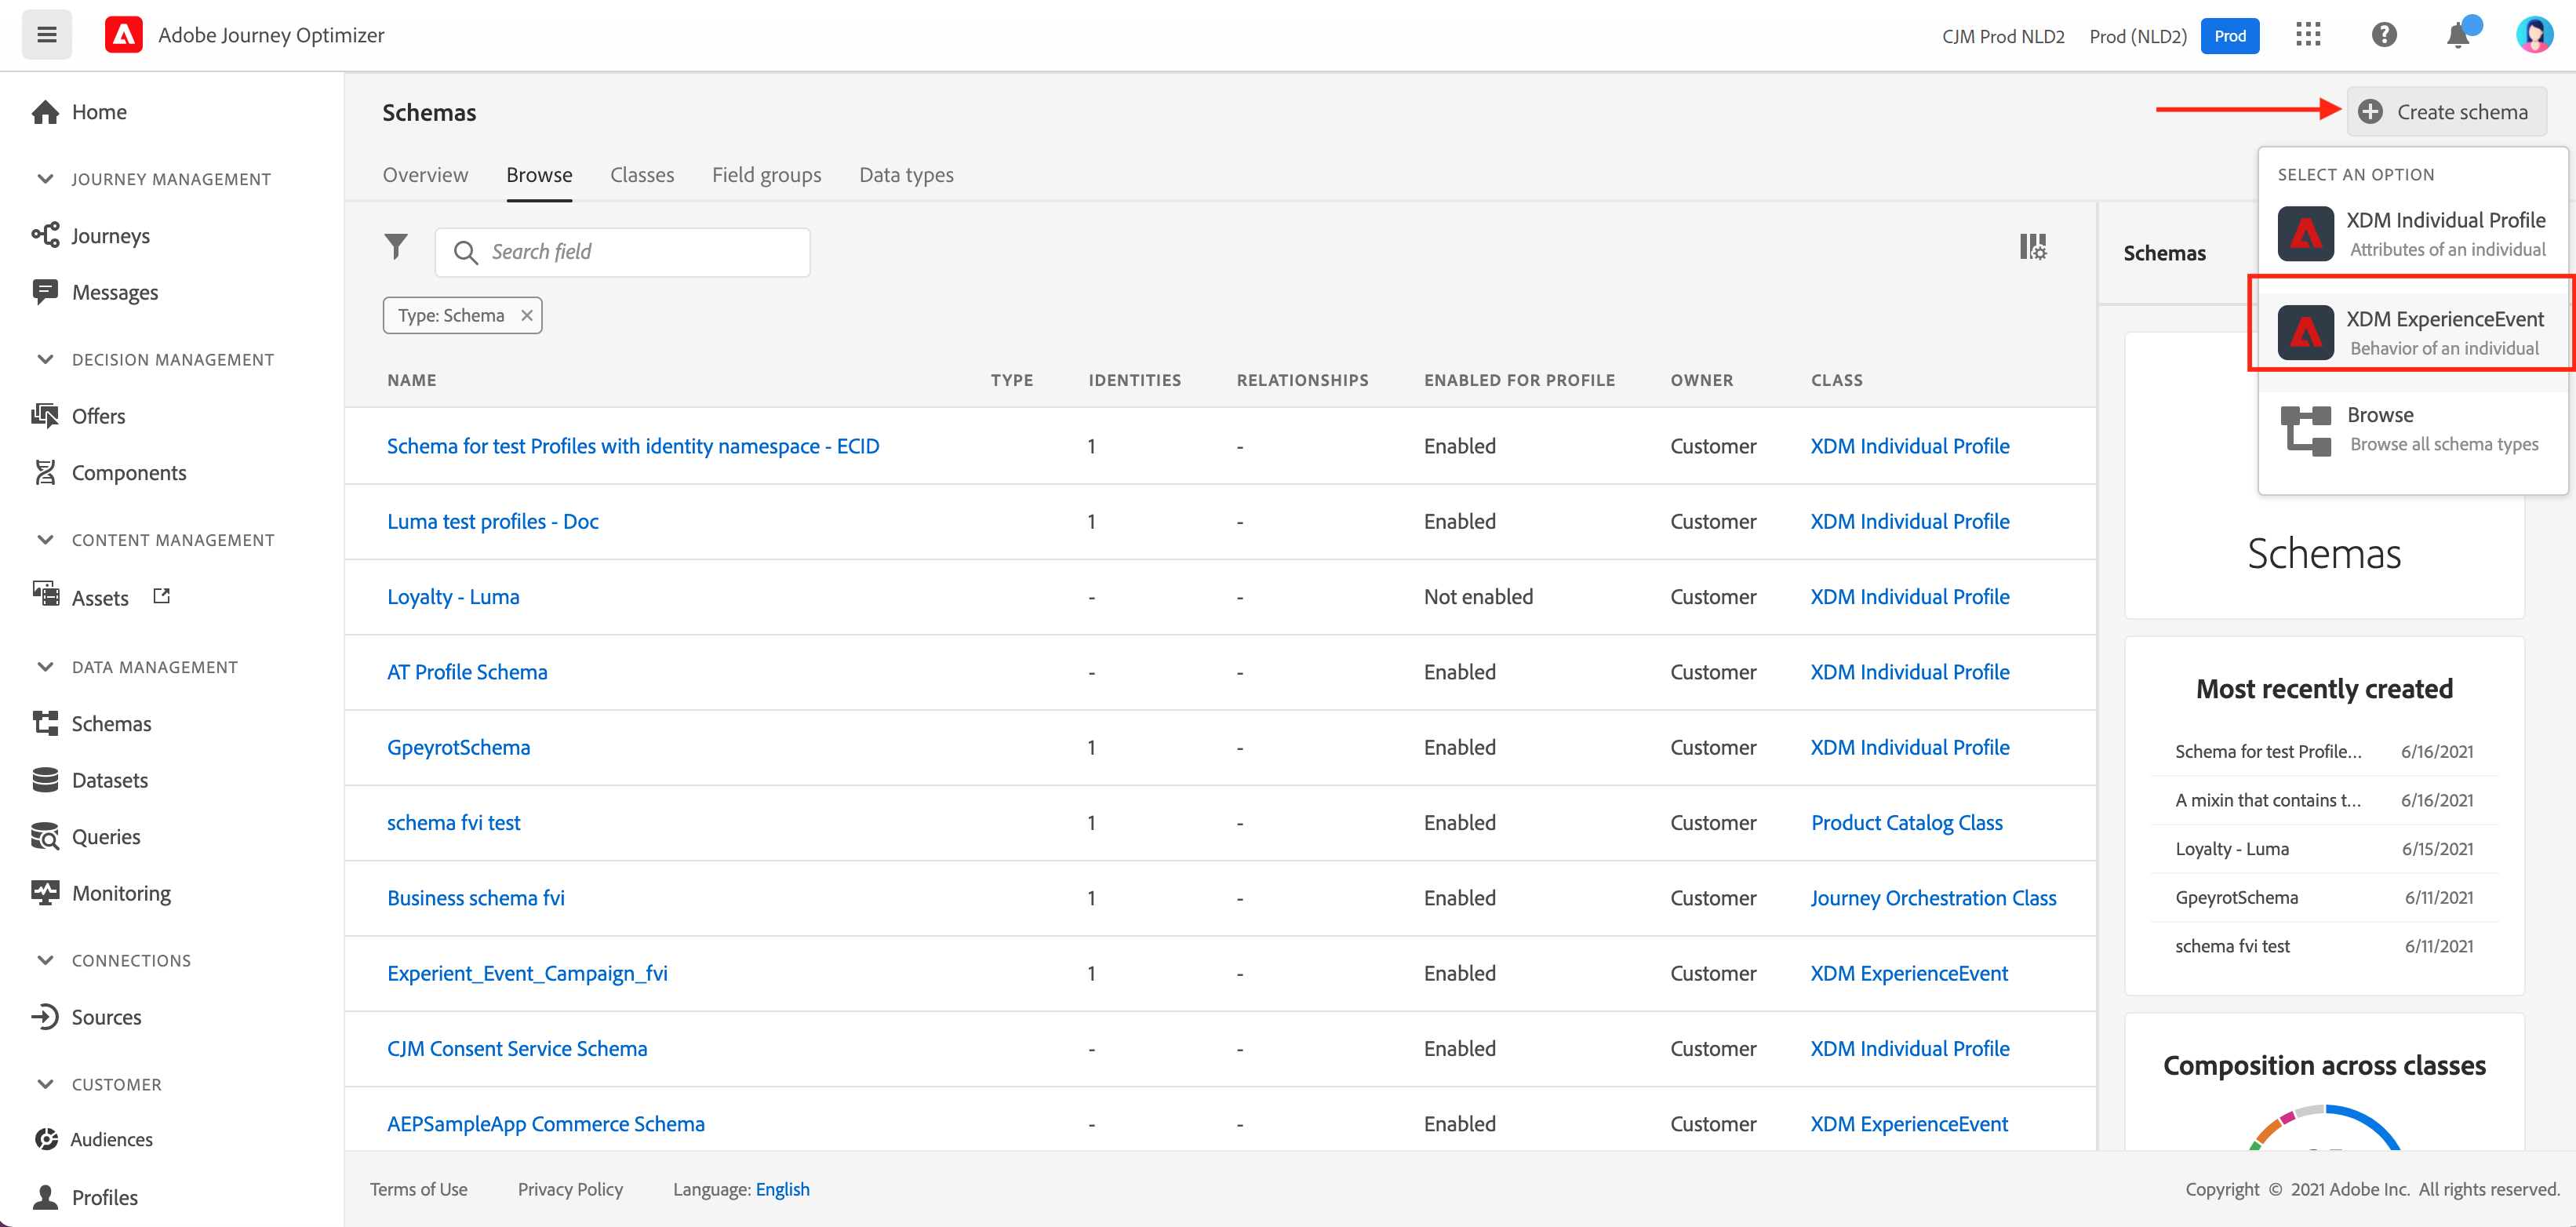 Adobe Journey Optimizer
CJM Prod NLD2 Prod (NLD2) Prod
Home
JOURNEY MANAGEMENT
Journeys
Messages
DECISION MANAGEMENT
Offers
Components
CONTENT MANAGEMENT
Assets
DATA MANAGEMENT
Schemas
Datasets
Queries
Monitoring
CONNECTIONS
Sources
CUSTOMER
Audiences
Profiles
Schemas
Create schema
Overview Browse Classes Field groups Data types
Search field
Type: Schema ×
NAME TYPE IDENTITIES RELATIONSHIPS ENABLED FOR PROFILE OWNER CLASS
Schema for test Profiles with identity namespace - ECID 1 - Enabled Customer XDM Individual Profile
Luma test profiles - Doc 1 - Enabled Customer XDM Individual Profile
Loyalty - Luma - - Not enabled Customer XDM Individual Profile
AT Profile Schema - - Enabled Customer XDM Individual Profile
GpeyrotSchema 1 - Enabled Customer XDM Individual Profile
schema fvi test 1 - Enabled Customer Product Catalog Class
Business schema fvi 1 - Enabled Customer Journey Orchestration Class
Experient_Event_Campaign_fvi 1 - Enabled Customer XDM ExperienceEvent
CJM Consent Service Schema - - Enabled Customer XDM Individual Profile
AEPSampleApp Commerce Schema - - Enabled Customer XDM ExperienceEvent
SELECT AN OPTION
XDM Individual Profile
Attributes of an individual
XDM ExperienceEvent
Behavior of an individual
Browse
Browse all schema types
Schemas
Schemas
Most recently created
Schema for test Profile... 6/16/2021
A mixin that contains t... 6/16/2021
Loyalty - Luma 6/15/2021
GpeyrotSchema 6/11/2021
schema fvi test 6/11/2021
Composition across classes
Terms of Use Privacy Policy Language: English
Copyright © 2021 Adobe Inc. All rights reserved.